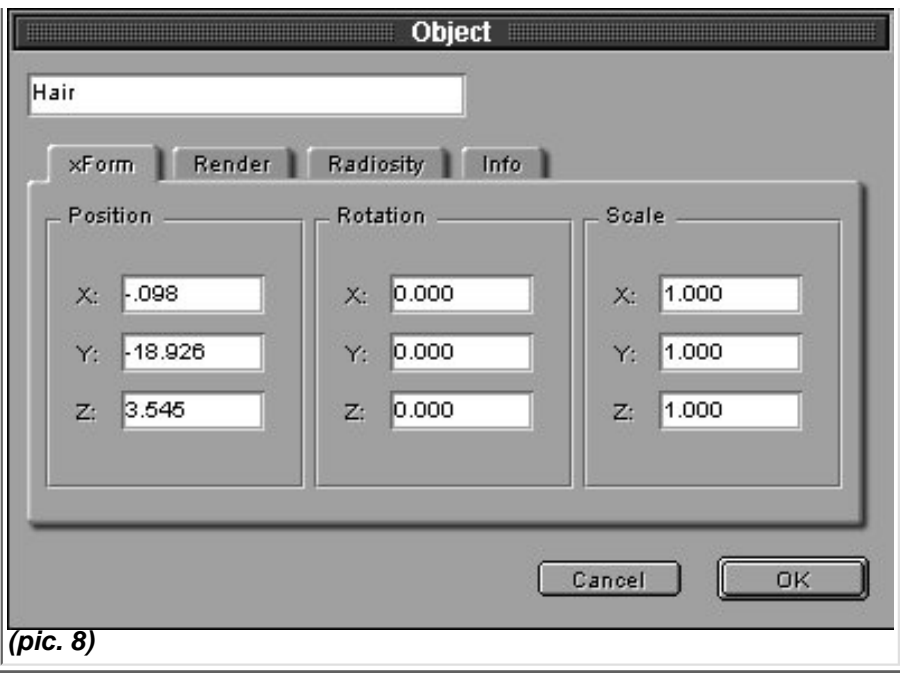 Object
Hair
xForm Render Radiosity Info
Position Rotation Scale
X: -.098 X: 0.000 X: 1.000
Y: -18.926 Y: 0.000 Y: 1.000
Z: 3.545 Z: 0.000 Z: 1.000
Cancel OK
(pic. 8)